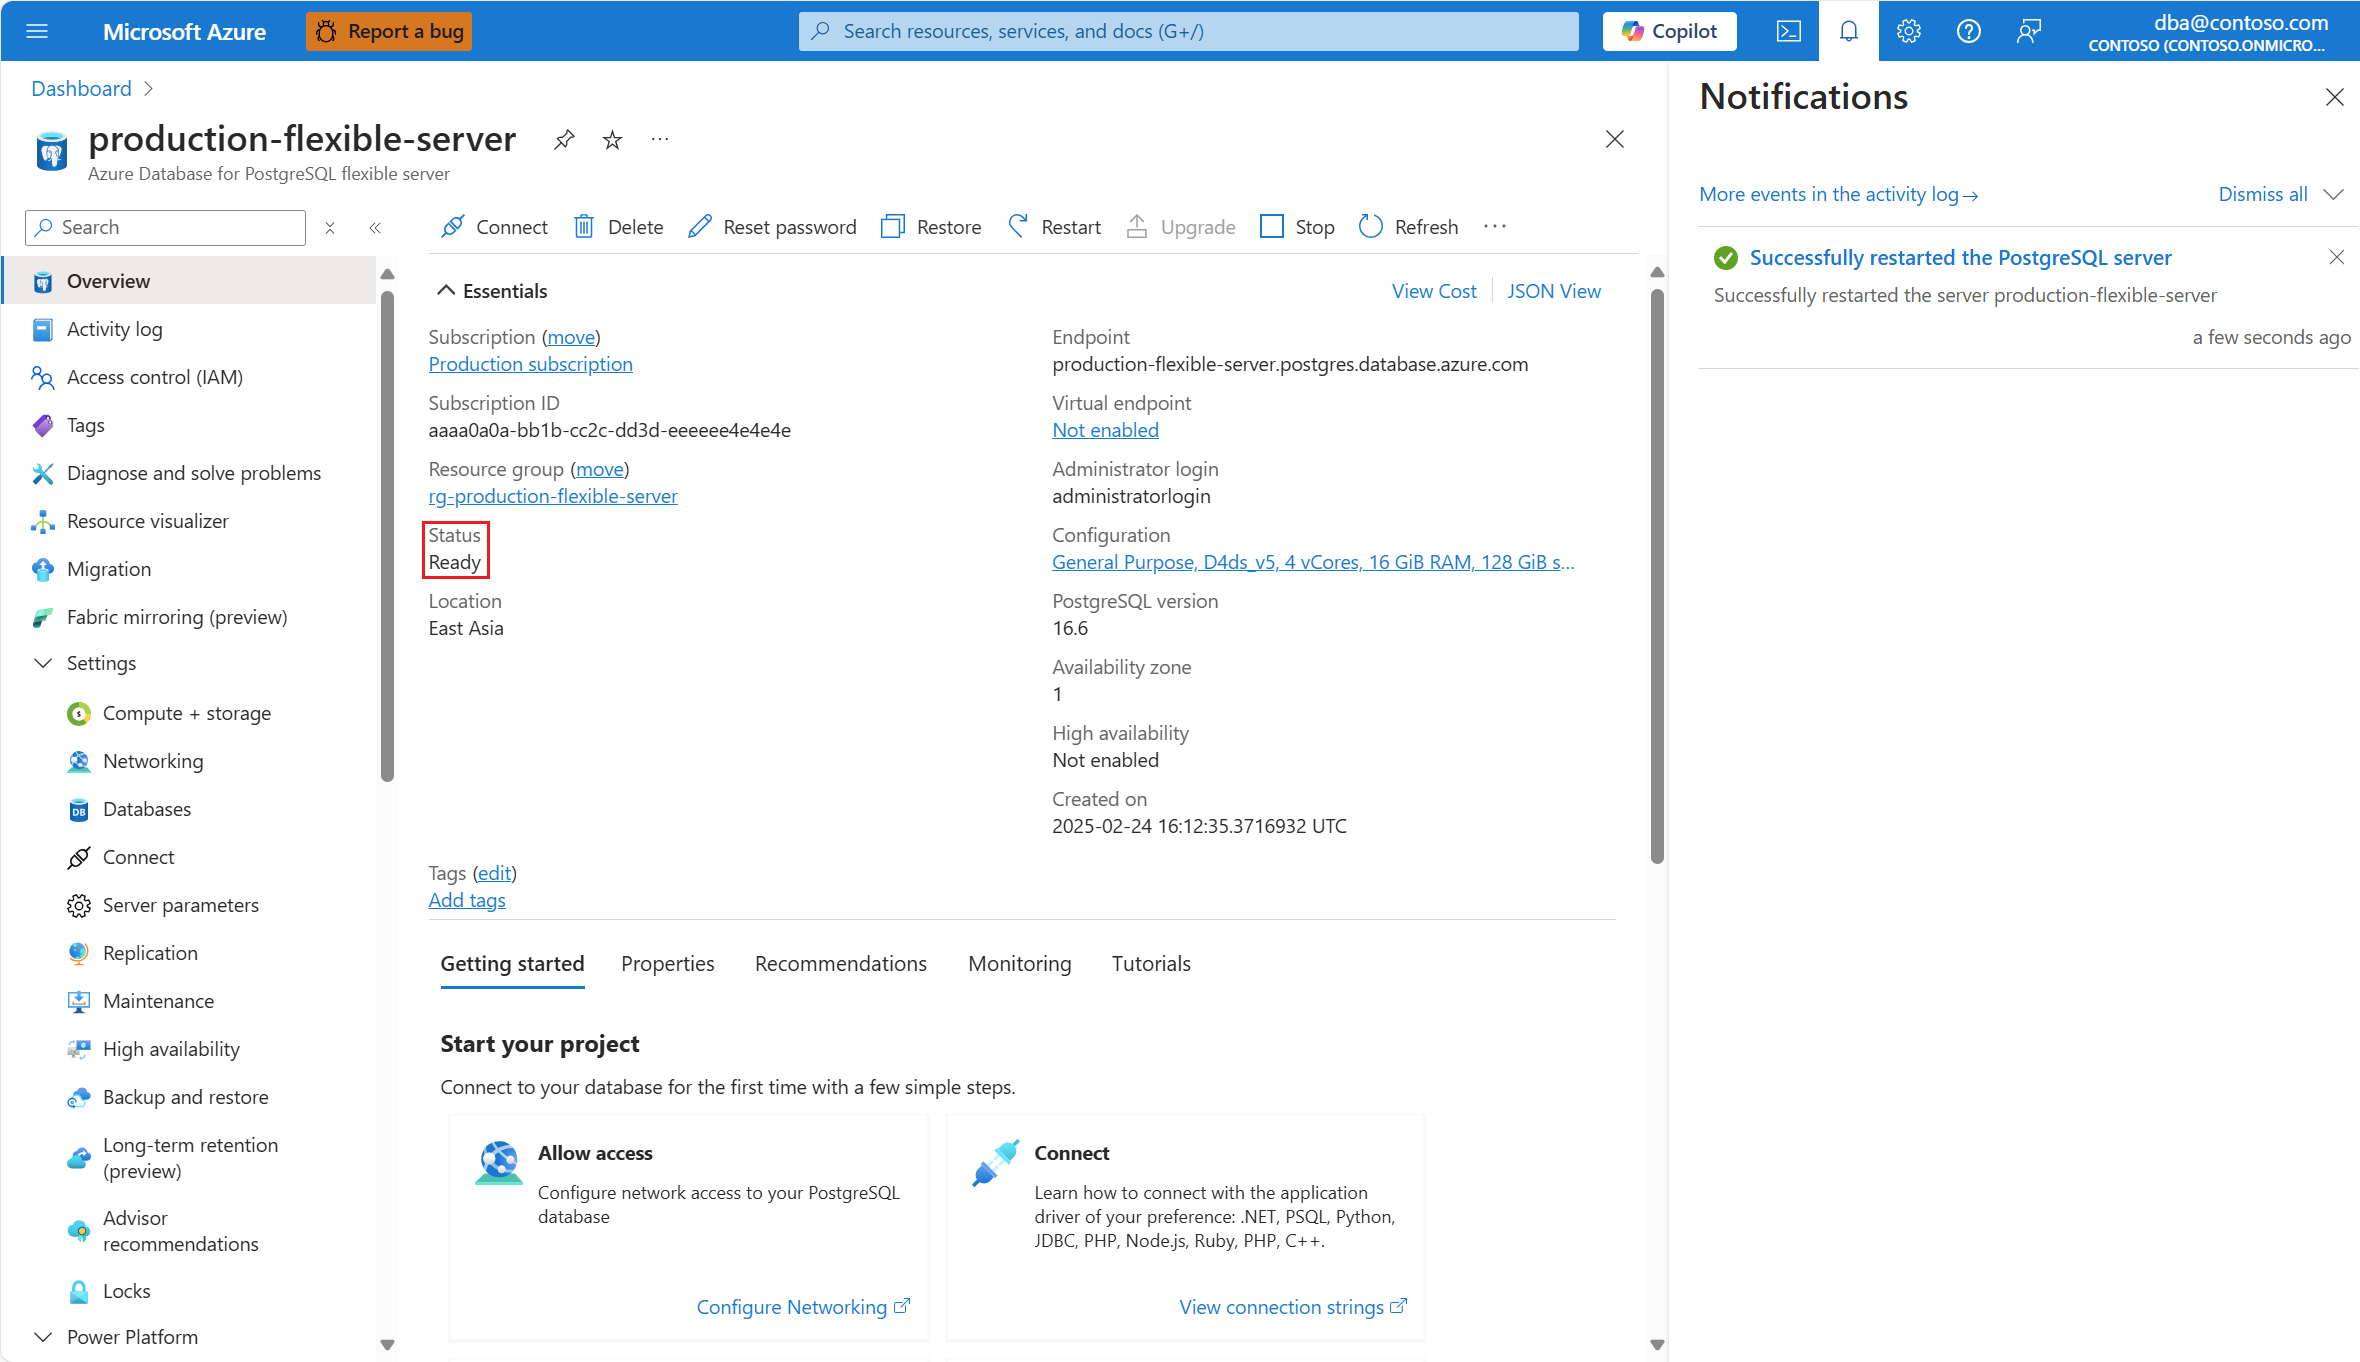 Microsoft Azure
Report a bug
Search resources, services, and docs (G+/)
Copilot
dba@contoso.com
CONTOSO (CONTOSO.ONMICRO...
Dashboard
production-flexible-server
Azure Database for PostgreSQL flexible server
Search
Overview
Activity log
Access control (IAM)
Tags
Diagnose and solve problems
Resource visualizer
Migration
Fabric mirroring (preview)
Settings
Compute + storage
Networking
Databases
Connect
Server parameters
Replication
Maintenance
High availability
Backup and restore
Long-term retention
(preview)
Advisor
recommendations
Locks
Power Platform
Connect
Delete
Reset password
Restore
Restart
Upgrade
Stop
Refresh
Essentials
View Cost
JSON View
Subscription (move)
Production subscription
Subscription ID
aaaa0a0a-bb1b-cc2c-dd3d-eeeeee4e4e4e
Resource group (move)
rg-production-flexible-server
Status
Ready
Location
East Asia
Endpoint
production-flexible-server.postgres.database.azure.com
Virtual endpoint
Not enabled
Administrator login
administratorlogin
Configuration
General Purpose, D4ds_v5, 4 vCores, 16 GiB RAM, 128 GiB s...
PostgreSQL version
16.6
Availability zone
1
High availability
Not enabled
Created on
2025-02-24 16:12:35.3716932 UTC
Tags (edit)
Add tags
Getting started
Properties
Recommendations
Monitoring
Tutorials
Start your project
Connect to your database for the first time with a few simple steps.
Allow access
Configure network access to your PostgreSQL
database
Configure Networking
Connect
Learn how to connect with the application
driver of your preference: .NET, PSQL, Python,
JDBC, PHP, Node.js, Ruby, PHP, C++.
View connection strings
Notifications
More events in the activity log→
Dismiss all
Successfully restarted the PostgreSQL server
Successfully restarted the server production-flexible-server
a few seconds ago